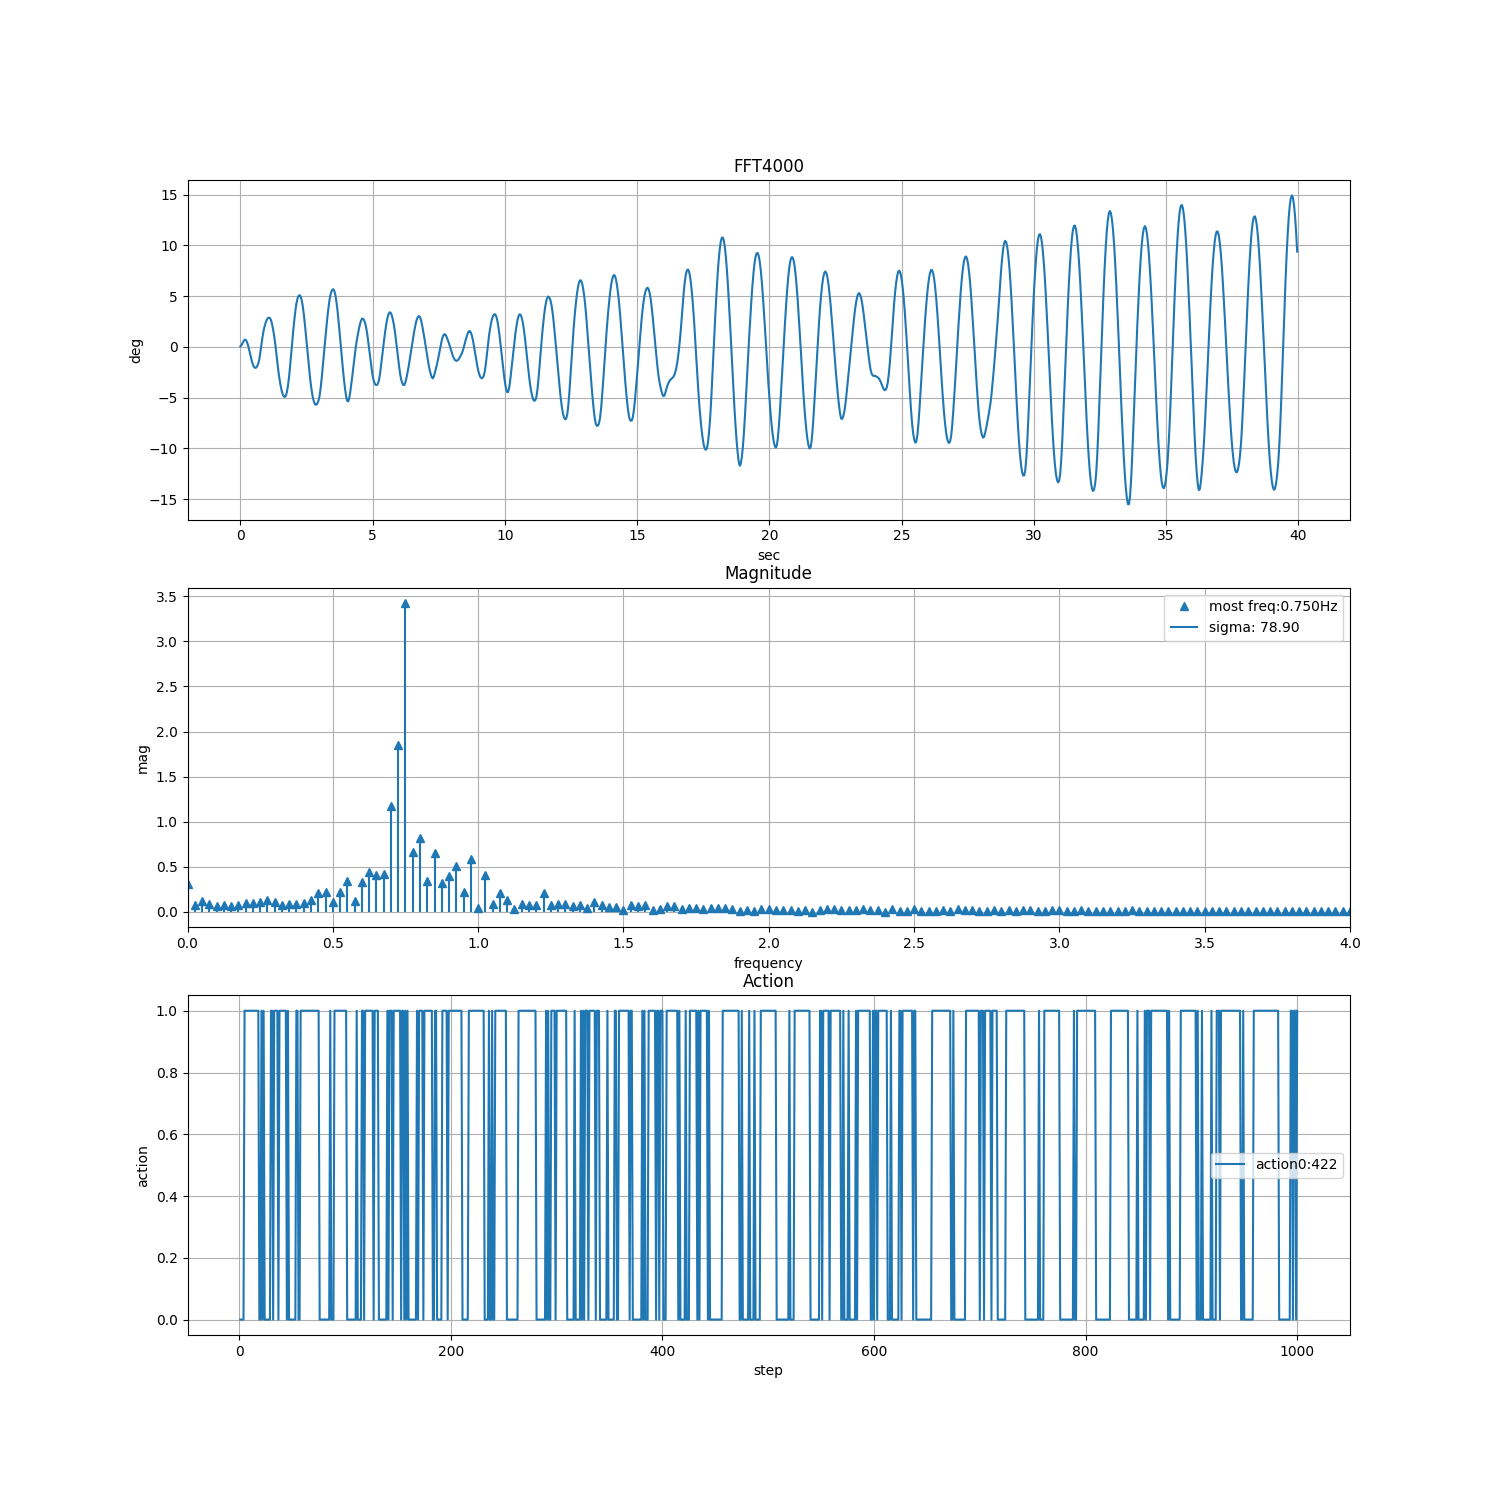 FFT4000
15
10
5
0
−5
−10
−15
deg
0 5 10 15 20 25 30 35 40
sec
Magnitude
3.5
3.0
2.5
2.0
1.5
1.0
0.5
0.0
mag
most freq:0.750Hz
sigma: 78.90
0.0 0.5 1.0 1.5 2.0 2.5 3.0 3.5 4.0
frequency
Action
1.0
0.8
0.6
0.4
0.2
0.0
action
action0:422
0 200 400 600 800 1000
step